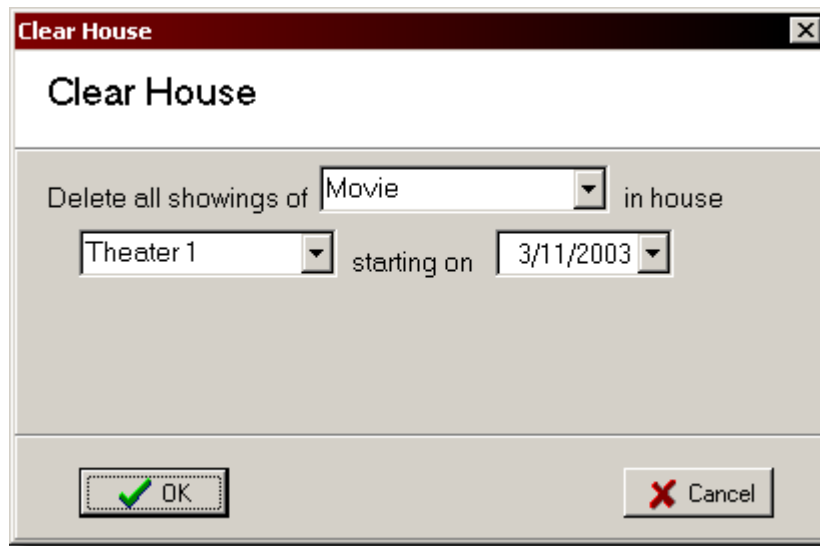 Clear House
Clear House
Delete all showings of Movie in house
Theater 1 starting on 3/11/2003
OK Cancel